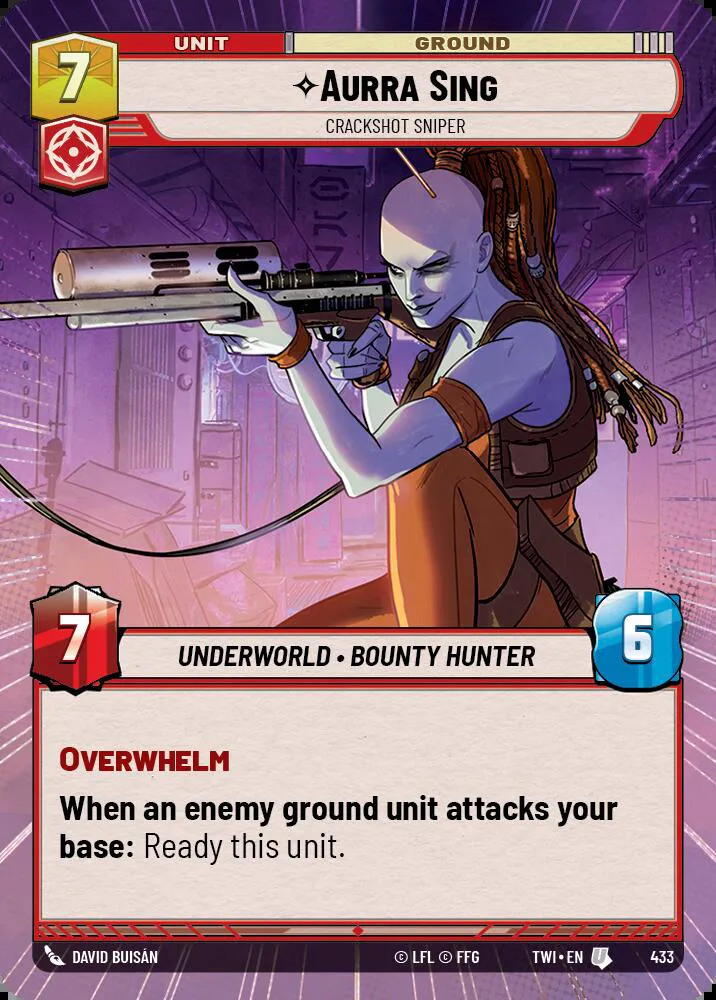 UNIT
GROUND
7
✧AURRA SING
CRACKSHOT SNIPER
7
UNDERWORLD • BOUNTY HUNTER
6
OVERWHELM
When an enemy ground unit attacks your
base: Ready this unit.
DAVID BUISÁN
© LFL © FFG
TWI • EN
U
433